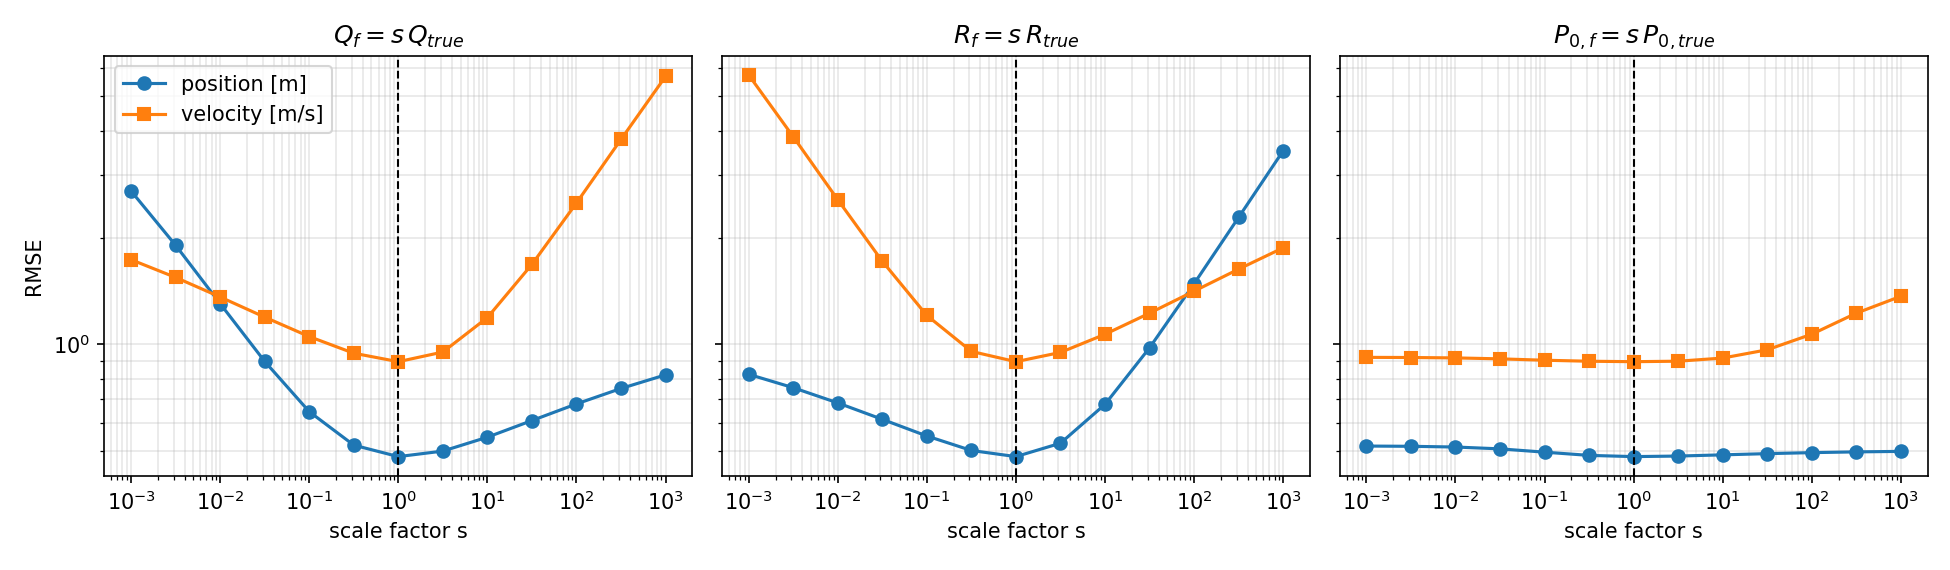 Q_f = s Q_true
R_f = s R_true
P_0,f = s P_0,true
position [m]
velocity [m/s]
RMSE
10^0
10^-3 10^-2 10^-1 10^0 10^1 10^2 10^3
10^-3 10^-2 10^-1 10^0 10^1 10^2 10^3
10^-3 10^-2 10^-1 10^0 10^1 10^2 10^3
scale factor s
scale factor s
scale factor s